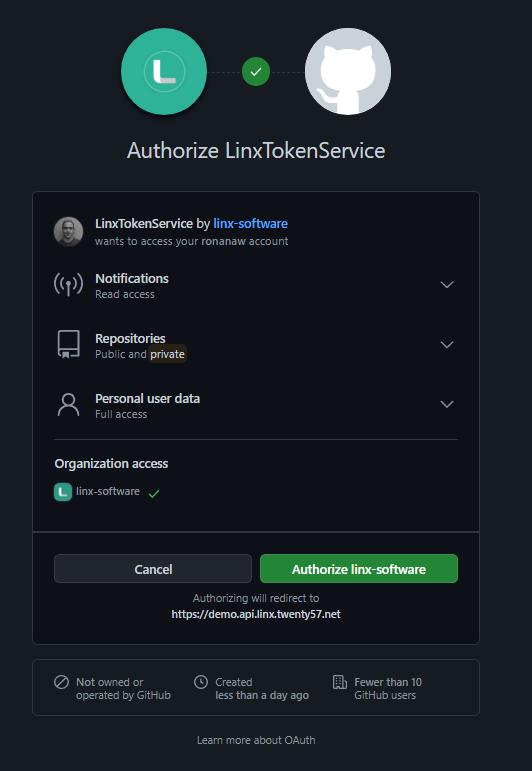 Authorize LinxTokenService
LinxTokenService by linx-software
wants to access your ronanaw account
Notifications
Read access
Repositories
Public and private
Personal user data
Full access
Organization access
L linx-software
Cancel
Authorize linx-software
Authorizing will redirect to
https://demo.api.linx.twenty57.net
Not owned or
operated by GitHub
Created
less than a day ago
Fewer than 10
GitHub users
Learn more about OAuth